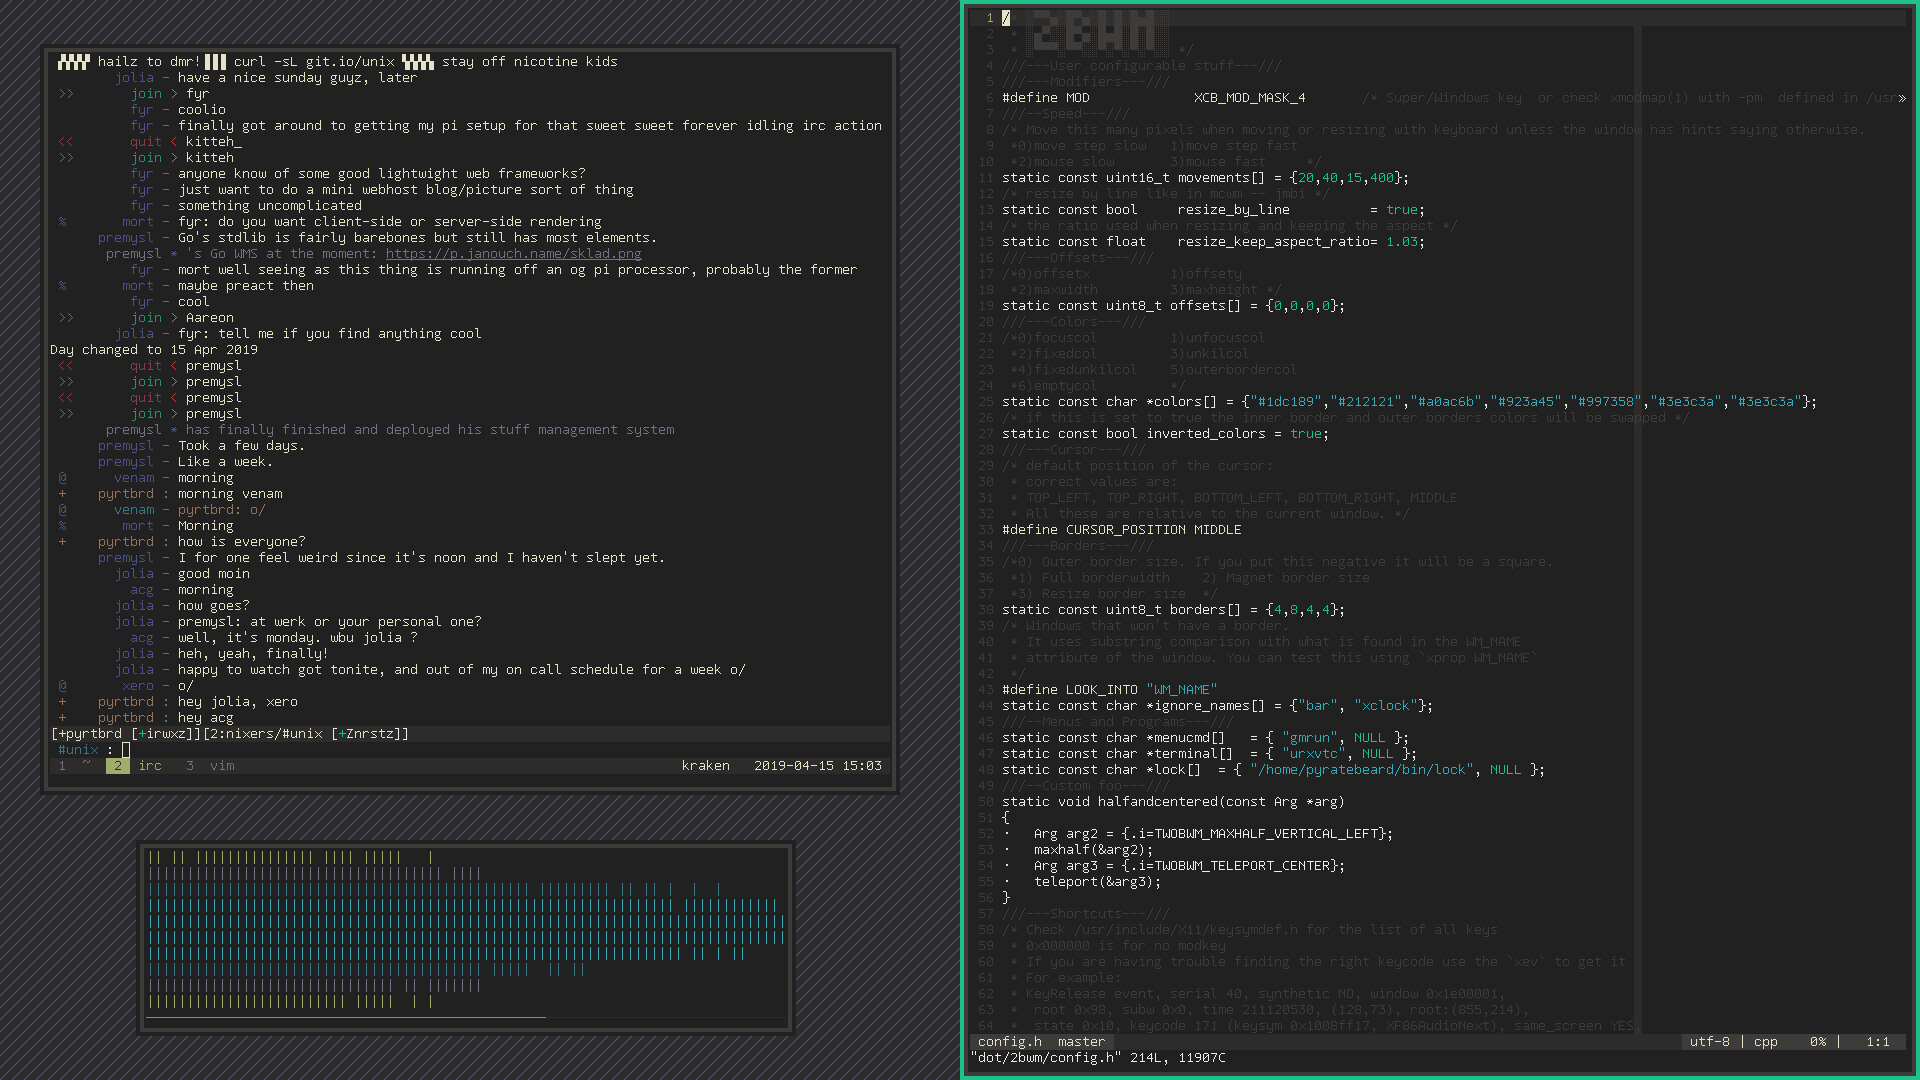 hailz to dmr! curl -sL git.io/unix stay off nicotine kids
jolia - have a nice sunday guyz, later
>> join > fyr
fyr - coolio
fyr - finally got around to getting my pi setup for that sweet sweet forever idling irc action
<< quit < kitteh_
>> join > kitteh
fyr - anyone know of some good lightwight web frameworks?
fyr - just want to do a mini webhost blog/picture sort of thing
fyr - something uncomplicated
% mort - fyr: do you want client-side or server-side rendering
premysl - Go's stdlib is fairly barebones but still has most elements.
premysl * 's Go WMS at the moment: https://p.janouch.name/sklad.png
fyr - mort well seeing as this thing is running off an og pi processor, probably the former
% mort - maybe preact then
fyr - cool
>> join > Aareon
jolia - fyr: tell me if you find anything cool
Day changed to 15 Apr 2019
<< quit < premysl
>> join > premysl
<< quit < premysl
>> join > premysl
premysl * has finally finished and deployed his stuff management system
premysl - Took a few days.
premysl - Like a week.
@ venam - morning
+ pyrtbrd : morning venam
@ venam - pyrtbrd: o/
% mort - Morning
+ pyrtbrd : how is everyone?
premysl - I for one feel weird since it's noon and I haven't slept yet.
jolia - good moin
acg - morning
jolia - how goes?
jolia - premysl: at werk or your personal one?
acg - well, it's monday. wbu jolia ?
jolia - heh, yeah, finally!
jolia - happy to watch got tonite, and out of my on call schedule for a week o/
@ xero - o/
+ pyrtbrd : hey jolia, xero
+ pyrtbrd : hey acg
[+pyrtbrd [+irwxz]][2:nixers/#unix [+Znrstz]]
#unix :
1 ~ 2 irc 3 vim kraken 2019-04-15 15:03
1 /
2 *
3 * */
4 ///---User configurable stuff---///
5 ///---Modifiers---///
6 #define MOD XCB_MOD_MASK_4 /* Super/Windows key or check xmodmap(1) with -pm defined in /usr»
7 ///--Speed---///
8 /* Move this many pixels when moving or resizing with keyboard unless the window has hints saying otherwise.
9 *0)move step slow 1)move step fast
10 *2)mouse slow 3)mouse fast */
11 static const uint16_t movements[] = {20,40,15,400};
12 /* resize by line like in mcwm -- jmbi */
13 static const bool resize_by_line = true;
14 /* the ratio used when resizing and keeping the aspect */
15 static const float resize_keep_aspect_ratio= 1.03;
16 ///---Offsets---///
17 /*0)offsetx 1)offsety
18 *2)maxwidth 3)maxheight */
19 static const uint8_t offsets[] = {0,0,0,0};
20 ///---Colors---///
21 /*0)focuscol 1)unfocuscol
22 *2)fixedcol 3)unkilcol
23 *4)fixedunkilcol 5)outerbordercol
24 *6)emptycol */
25 static const char *colors[] = {"#1dc189","#212121","#a0ac6b","#923a45","#997358","#3e3c3a","#3e3c3a"};
26 /* if this is set to true the inner border and outer borders colors will be swapped */
27 static const bool inverted_colors = true;
28 ///---Cursor---///
29 /* default position of the cursor:
30 * correct values are:
31 * TOP_LEFT, TOP_RIGHT, BOTTOM_LEFT, BOTTOM_RIGHT, MIDDLE
32 * All these are relative to the current window. */
33 #define CURSOR_POSITION MIDDLE
34 ///---Borders---///
35 /*0) Outer border size. If you put this negative it will be a square.
36 *1) Full borderwidth 2) Magnet border size
37 *3) Resize border size */
38 static const uint8_t borders[] = {4,8,4,4};
39 /* Windows that won't have a border.
40 * It uses substring comparison with what is found in the WM_NAME
41 * attribute of the window. You can test this using `xprop WM_NAME`
42 */
43 #define LOOK_INTO "WM_NAME"
44 static const char *ignore_names[] = {"bar", "xclock"};
45 ///--Menus and Programs---///
46 static const char *menucmd[] = { "gmrun", NULL };
47 static const char *terminal[] = { "urxvtc", NULL };
48 static const char *lock[] = { "/home/pyratebeard/bin/lock", NULL };
49 ///--Custom foo---///
50 static void halfandcentered(const Arg *arg)
51 {
52 · Arg arg2 = {.i=TWOBWM_MAXHALF_VERTICAL_LEFT};
53 · maxhalf(&arg2);
54 · Arg arg3 = {.i=TWOBWM_TELEPORT_CENTER};
55 · teleport(&arg3);
56 }
57 ///---Shortcuts---///
58 /* Check /usr/include/X11/keysymdef.h for the list of all keys
59 * 0x000000 is for no modkey
60 * If you are having trouble finding the right keycode use the `xev` to get it
61 * For example:
62 * KeyRelease event, serial 40, synthetic NO, window 0x1e00001,
63 * root 0x98, subw 0x0, time 211120530, (128,73), root:(855,214),
64 * state 0x10, keycode 171 (keysym 0x1008ff17, XF86AudioNext), same_screen YES,
config.h master utf-8 | cpp 0% | 1:1
"dot/2bwm/config.h" 214L, 11907C